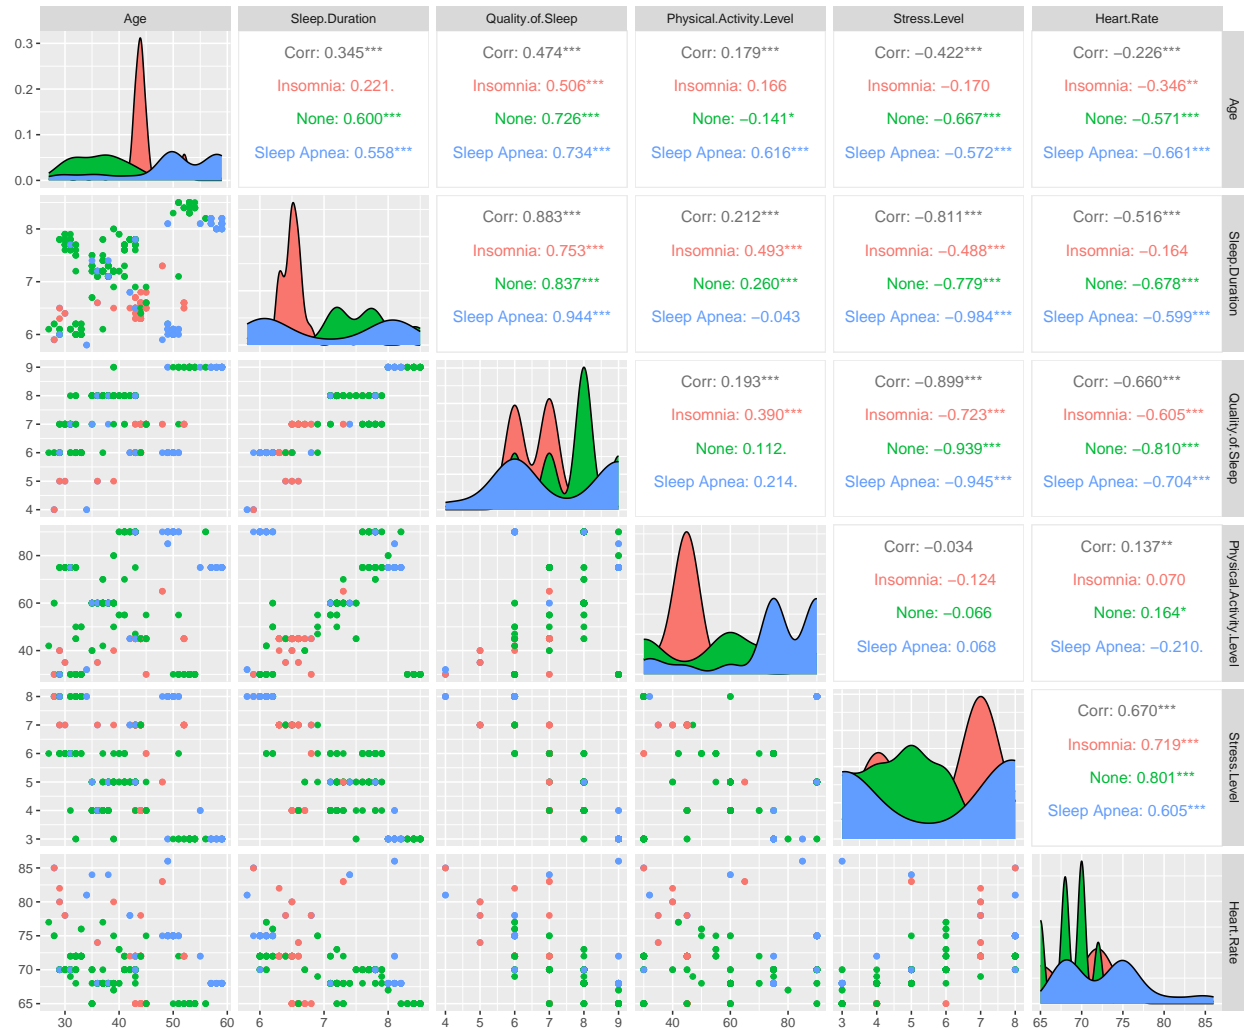 Age
Sleep.Duration
Quality.of.Sleep
Physical.Activity.Level
Stress.Level
Heart.Rate
0.3
0.2
0.1
0.0
Corr: 0.345***
Insomnia: 0.221.
None: 0.600***
Sleep Apnea: 0.558***
Corr: 0.474***
Insomnia: 0.506***
None: 0.726***
Sleep Apnea: 0.734***
Corr: 0.179***
Insomnia: 0.166
None: −0.141*
Sleep Apnea: 0.616***
Corr: −0.422***
Insomnia: −0.170
None: −0.667***
Sleep Apnea: −0.572***
Corr: −0.226***
Insomnia: −0.346**
None: −0.571***
Sleep Apnea: −0.661***
Age
8
7
6
Corr: 0.883***
Insomnia: 0.753***
None: 0.837***
Sleep Apnea: 0.944***
Corr: 0.212***
Insomnia: 0.493***
None: 0.260***
Sleep Apnea: −0.043
Corr: −0.811***
Insomnia: −0.488***
None: −0.779***
Sleep Apnea: −0.984***
Corr: −0.516***
Insomnia: −0.164
None: −0.678***
Sleep Apnea: −0.599***
Sleep.Duration
9
8
7
6
5
4
Corr: 0.193***
Insomnia: 0.390***
None: 0.112.
Sleep Apnea: 0.214.
Corr: −0.899***
Insomnia: −0.723***
None: −0.939***
Sleep Apnea: −0.945***
Corr: −0.660***
Insomnia: −0.605***
None: −0.810***
Sleep Apnea: −0.704***
Quality.of.Sleep
80
60
40
Corr: −0.034
Insomnia: −0.124
None: −0.066
Sleep Apnea: 0.068
Corr: 0.137**
Insomnia: 0.070
None: 0.164*
Sleep Apnea: −0.210.
Physical.Activity.Level
8
7
6
5
4
3
Corr: 0.670***
Insomnia: 0.719***
None: 0.801***
Sleep Apnea: 0.605***
Stress.Level
85
80
75
70
65
Heart.Rate
30 40 50 60
6 7 8
4 5 6 7 8 9
40 60 80
3 4 5 6 7 8
65 70 75 80 85